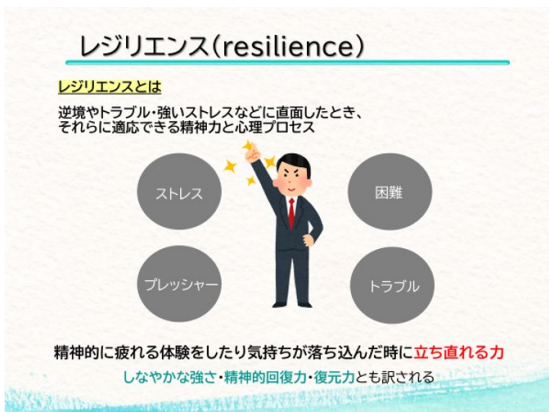 レジリエンス(resilience)
レジリエンスとは
逆境やトラブル・強いストレスなどに直面したとき、
それらに適応できる精神力と心理プロセス
ストレス
困難
プレッシャー
トラブル
精神的に疲れる体験をしたり気持ちが落ち込んだ時に立ち直れる力
しなやかな強さ・精神的回復力・復元力とも訳される